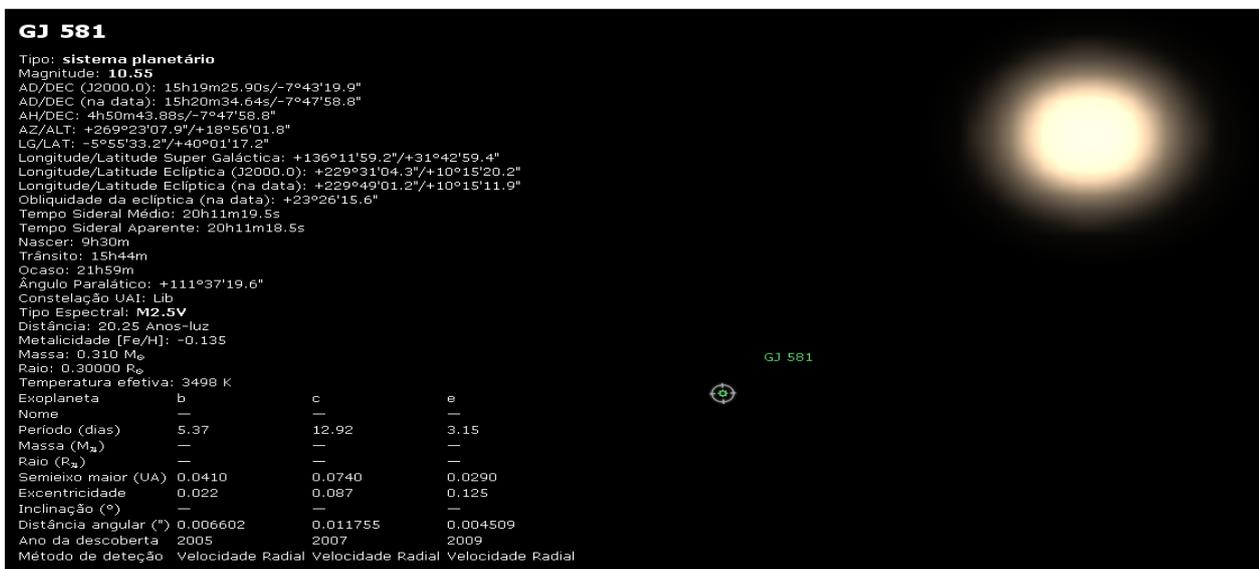 GJ 581
Tipo: sistema planetário
Magnitude: 10.55
AD/DEC (J2000.0): 15h19m25.90s/-7°43'19.9"
AD/DEC (na data): 15h20m34.64s/-7°47'58.8"
AH/DEC: 4h50m43.88s/-7°47'58.8"
AZ/ALT: +269°23'07.9"/+18°56'01.8"
LG/LAT: -5°55'33.2"/+40°01'17.2"
Longitude/Latitude Super Galáctica: +136°11'59.2"/+31°42'59.4"
Longitude/Latitude Eclíptica (J2000.0): +229°31'04.3"/+10°15'20.2"
Longitude/Latitude Eclíptica (na data): +229°49'01.2"/+10°15'11.9"
Obliquidade da eclíptica (na data): +23°26'15.6"
Tempo Sideral Médio: 20h11m19.5s
Tempo Sideral Aparente: 20h11m18.5s
Nascer: 9h30m
Trânsito: 15h44m
Ocaso: 21h59m
Ângulo Paralático: +111°37'19.6"
Constelação UAI: Lib
Tipo Espectral: M2.5V
Distância: 20.25 Anos-luz
Metalicidade [Fe/H]: -0.135
Massa: 0.310 M☉
Raio: 0.30000 R☉
Temperatura efetiva: 3498 K
Exoplaneta b c e
Nome — — —
Período (dias) 5.37 12.92 3.15
Massa (M♃) — — —
Raio (R♃) — — —
Semieixo maior (UA) 0.0410 0.0740 0.0290
Excentricidade 0.022 0.087 0.125
Inclinação (°) — — —
Distância angular (") 0.006602 0.011755 0.004509
Ano da descoberta 2005 2007 2009
Método de deteção Velocidade Radial Velocidade Radial Velocidade Radial
GJ 581